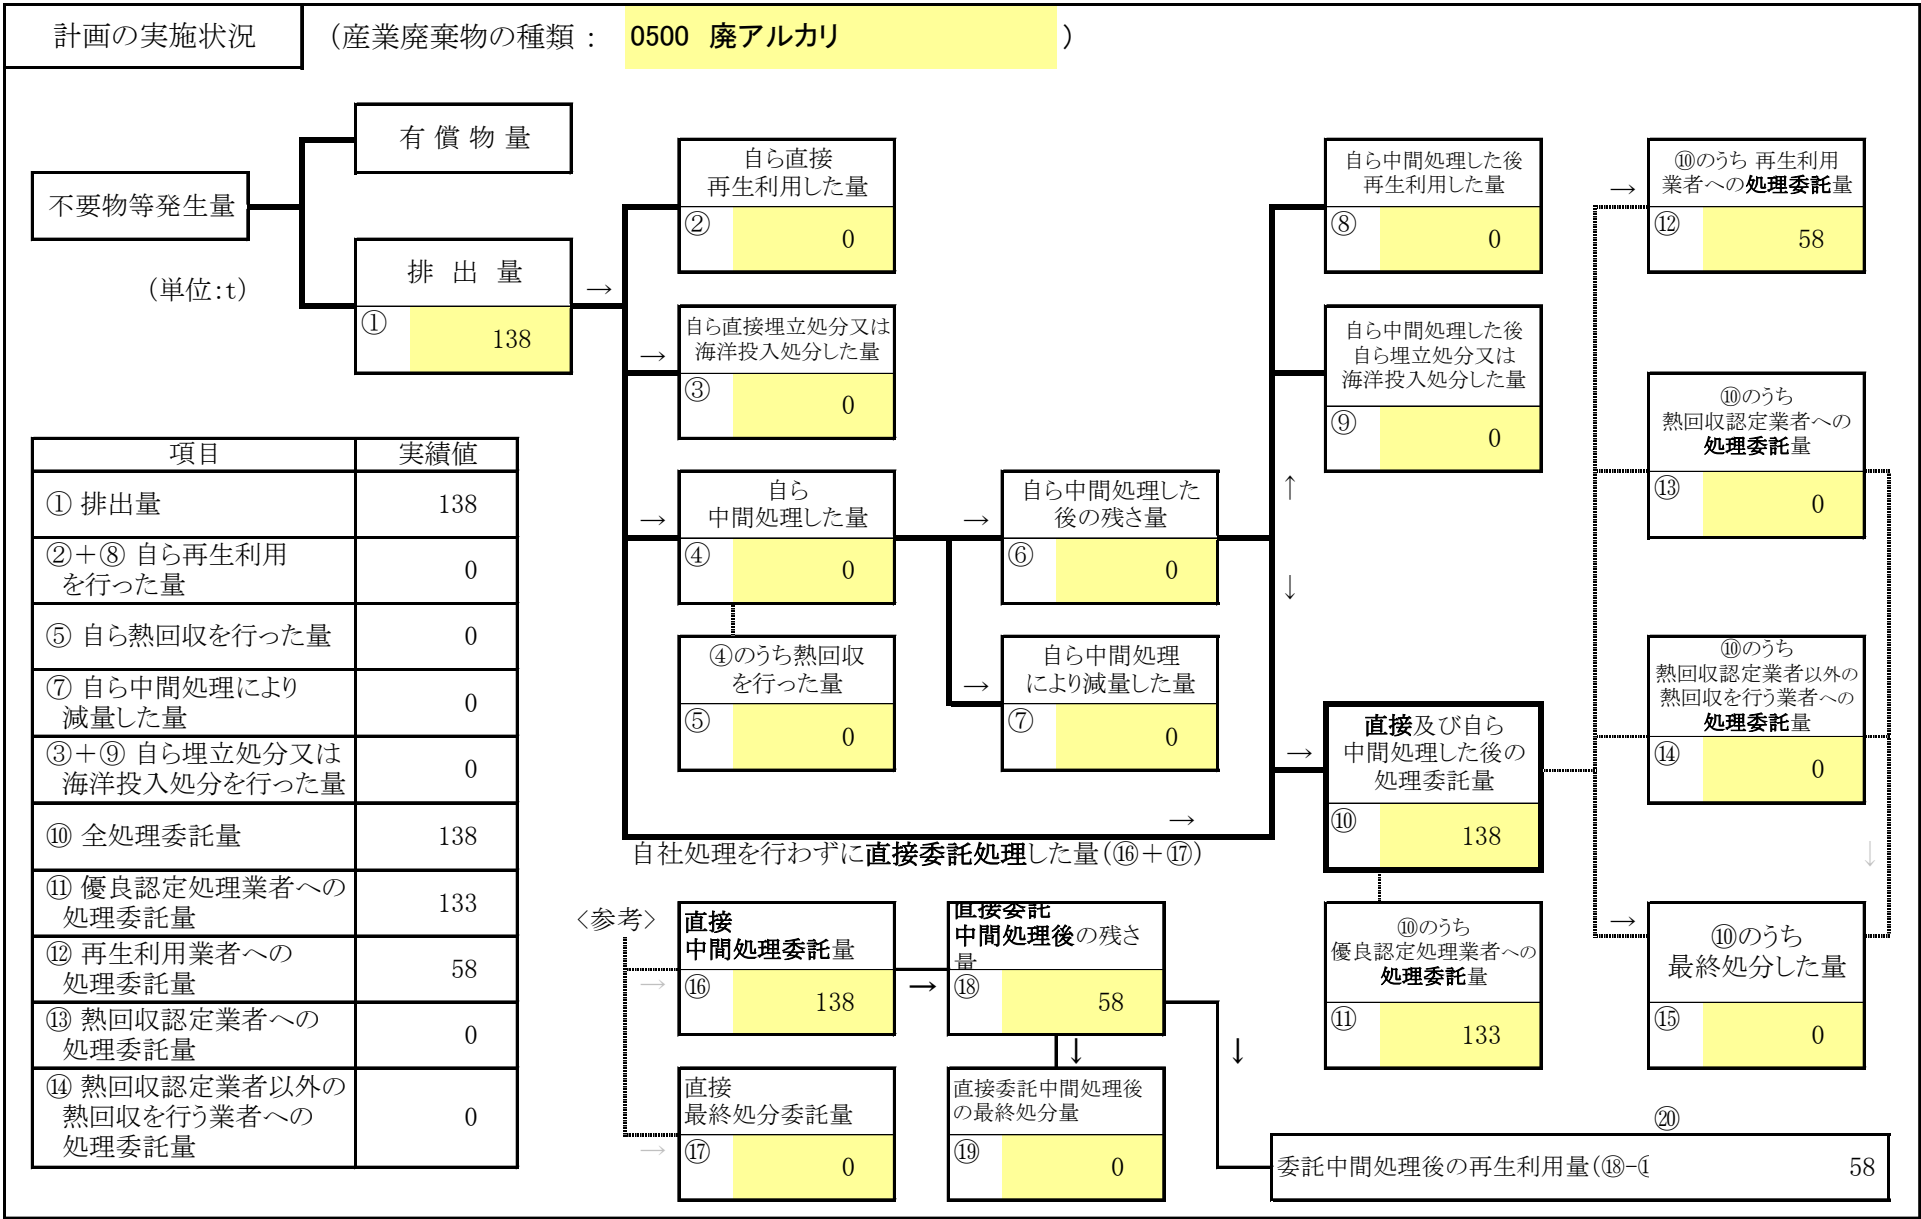 計画の実施状況
（産業廃棄物の種類： 0500 廃アルカリ ）
有償物量
不要物等発生量
排出量
① 138
（単位:t）
自ら直接
再生利用した量
② 0
自ら直接埋立処分又は
海洋投入処分した量
③ 0
自ら
中間処理した量
④ 0
④のうち熱回収
を行った量
⑤ 0
自ら中間処理した
後の残さ量
⑥ 0
自ら中間処理
により減量した量
⑦ 0
自ら中間処理した後
再生利用した量
⑧ 0
自ら中間処理した後
自ら埋立処分又は
海洋投入処分した量
⑨ 0
直接及び自ら
中間処理した後の
処理委託量
⑩ 138
⑩のうち
優良認定処理業者への
処理委託量
⑪ 133
⑩のうち 再生利用
業者への処理委託量
⑫ 58
⑩のうち
熱回収認定業者への
処理委託量
⑬ 0
⑩のうち
熱回収認定業者以外の
熱回収を行う業者への
処理委託量
⑭ 0
⑩のうち
最終処分した量
⑮ 0
自社処理を行わずに直接委託処理した量（⑯＋⑰）
〈参考〉
直接
中間処理委託量
⑯ 138
直接
最終処分委託量
⑰ 0
直接委託
中間処理後の残さ
量
⑱ 58
直接委託中間処理後
の最終処分量
⑲ 0
⑳
委託中間処理後の再生利用量（⑱-
58
項目 実績値
① 排出量 138
②＋⑧ 自ら再生利用
を行った量 0
⑤ 自ら熱回収を行った量 0
⑦ 自ら中間処理により
減量した量 0
③＋⑨ 自ら埋立処分又は
海洋投入処分を行った量 0
⑩ 全処理委託量 138
⑪ 優良認定処理業者への
処理委託量 133
⑫ 再生利用業者への
処理委託量 58
⑬ 熱回収認定業者への
処理委託量 0
⑭ 熱回収認定業者以外の
熱回収を行う業者への
処理委託量 0